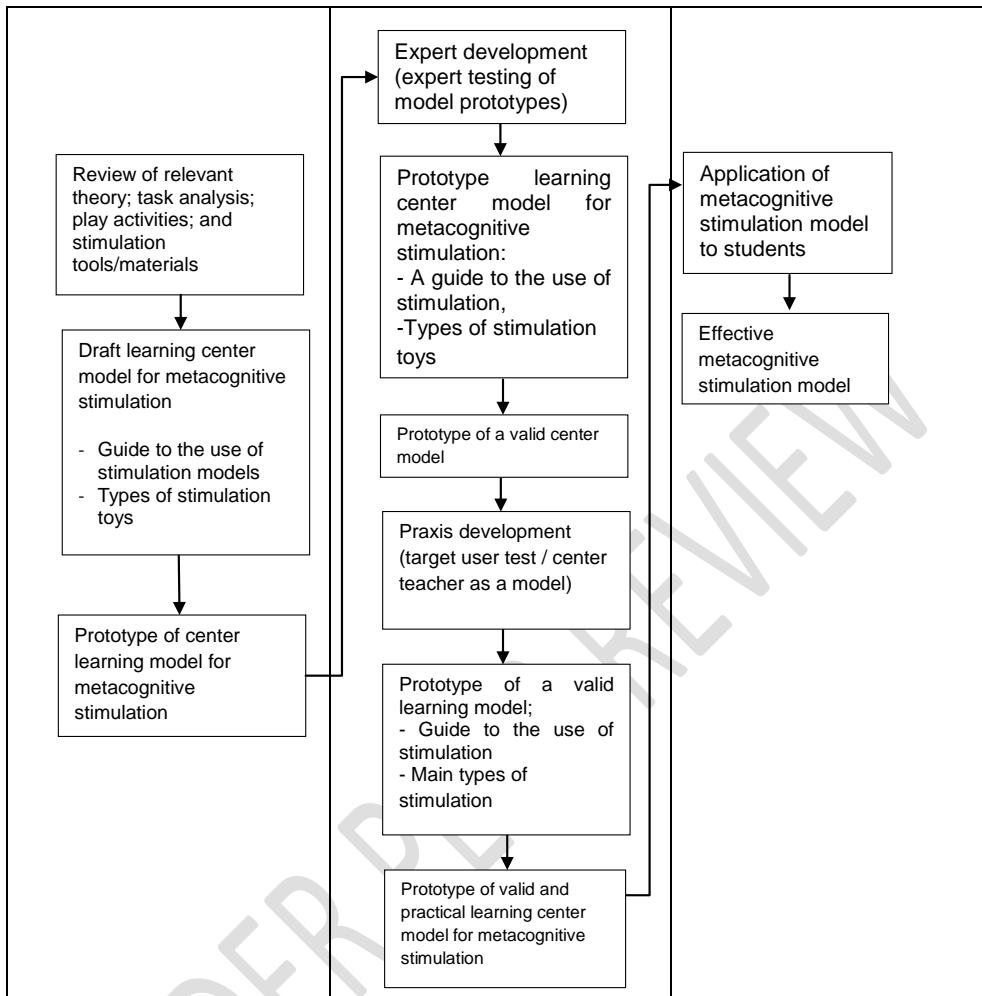 Review of relevant
theory; task analysis;
play activities; and
stimulation
tools/materials
Draft learning center
model for metacognitive
stimulation
- Guide to the use of
stimulation models
- Types of stimulation
toys
Prototype of center
learning model for
metacognitive
stimulation
Expert development
(expert testing of
model prototypes)
Prototype learning
center model for
metacognitive
stimulation:
- A guide to the use of
stimulation,
-Types of stimulation
toys
Prototype of a valid center
model
Praxis development
(target user test / center
teacher as a model)
Prototype of a valid
learning model;
- Guide to the use of
stimulation
- Main types of
stimulation
Prototype of valid and
practical learning center
model for metacognitive
stimulation
Application of
metacognitive
stimulation model
to students
Effective
metacognitive
stimulation model
DER PEER REVIEW